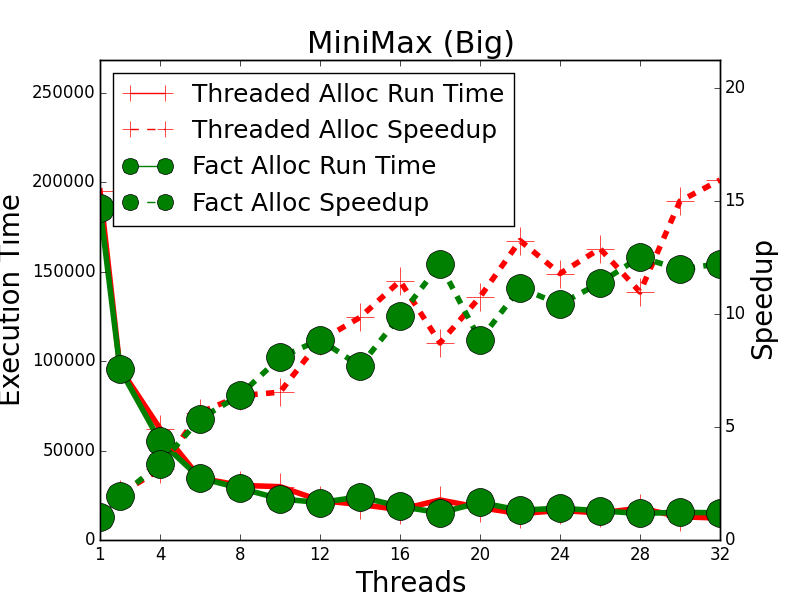 MiniMax (Big)
Threaded Alloc Run Time
Threaded Alloc Speedup
Fact Alloc Run Time
Fact Alloc Speedup
Execution Time
250000
200000
150000
100000
50000
0
20
15
10
5
0
Speedup
1 4 8 12 16 20 24 28 32
Threads